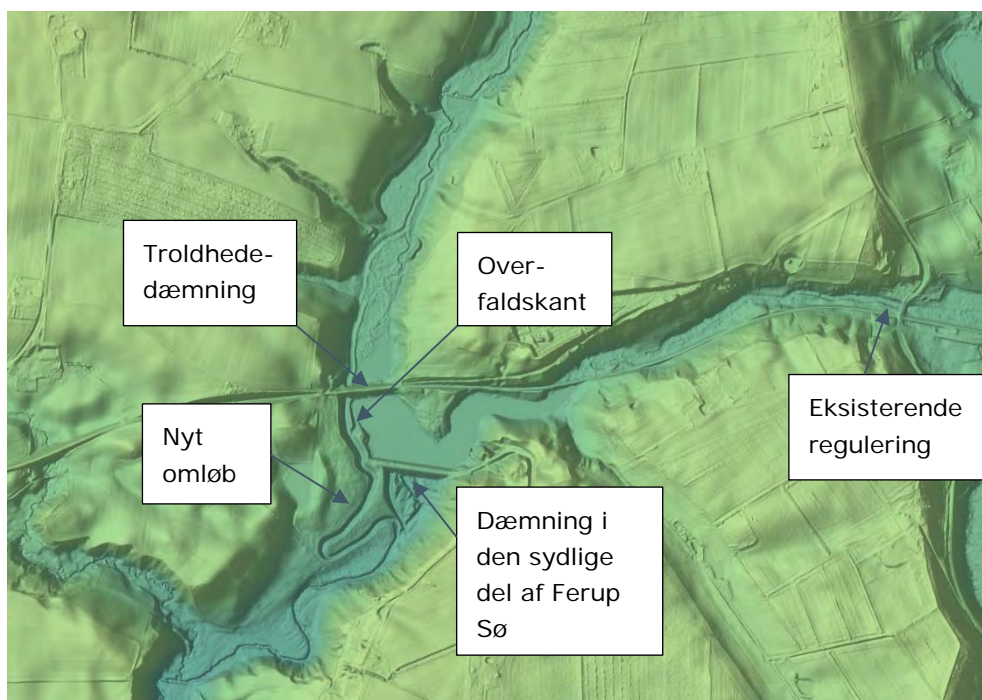 Troldhede-
dæmning
Over-
faldskant
Nyt
omløb
Eksisterende
regulering
Dæmning i
den sydlige
del af Ferup
Sø